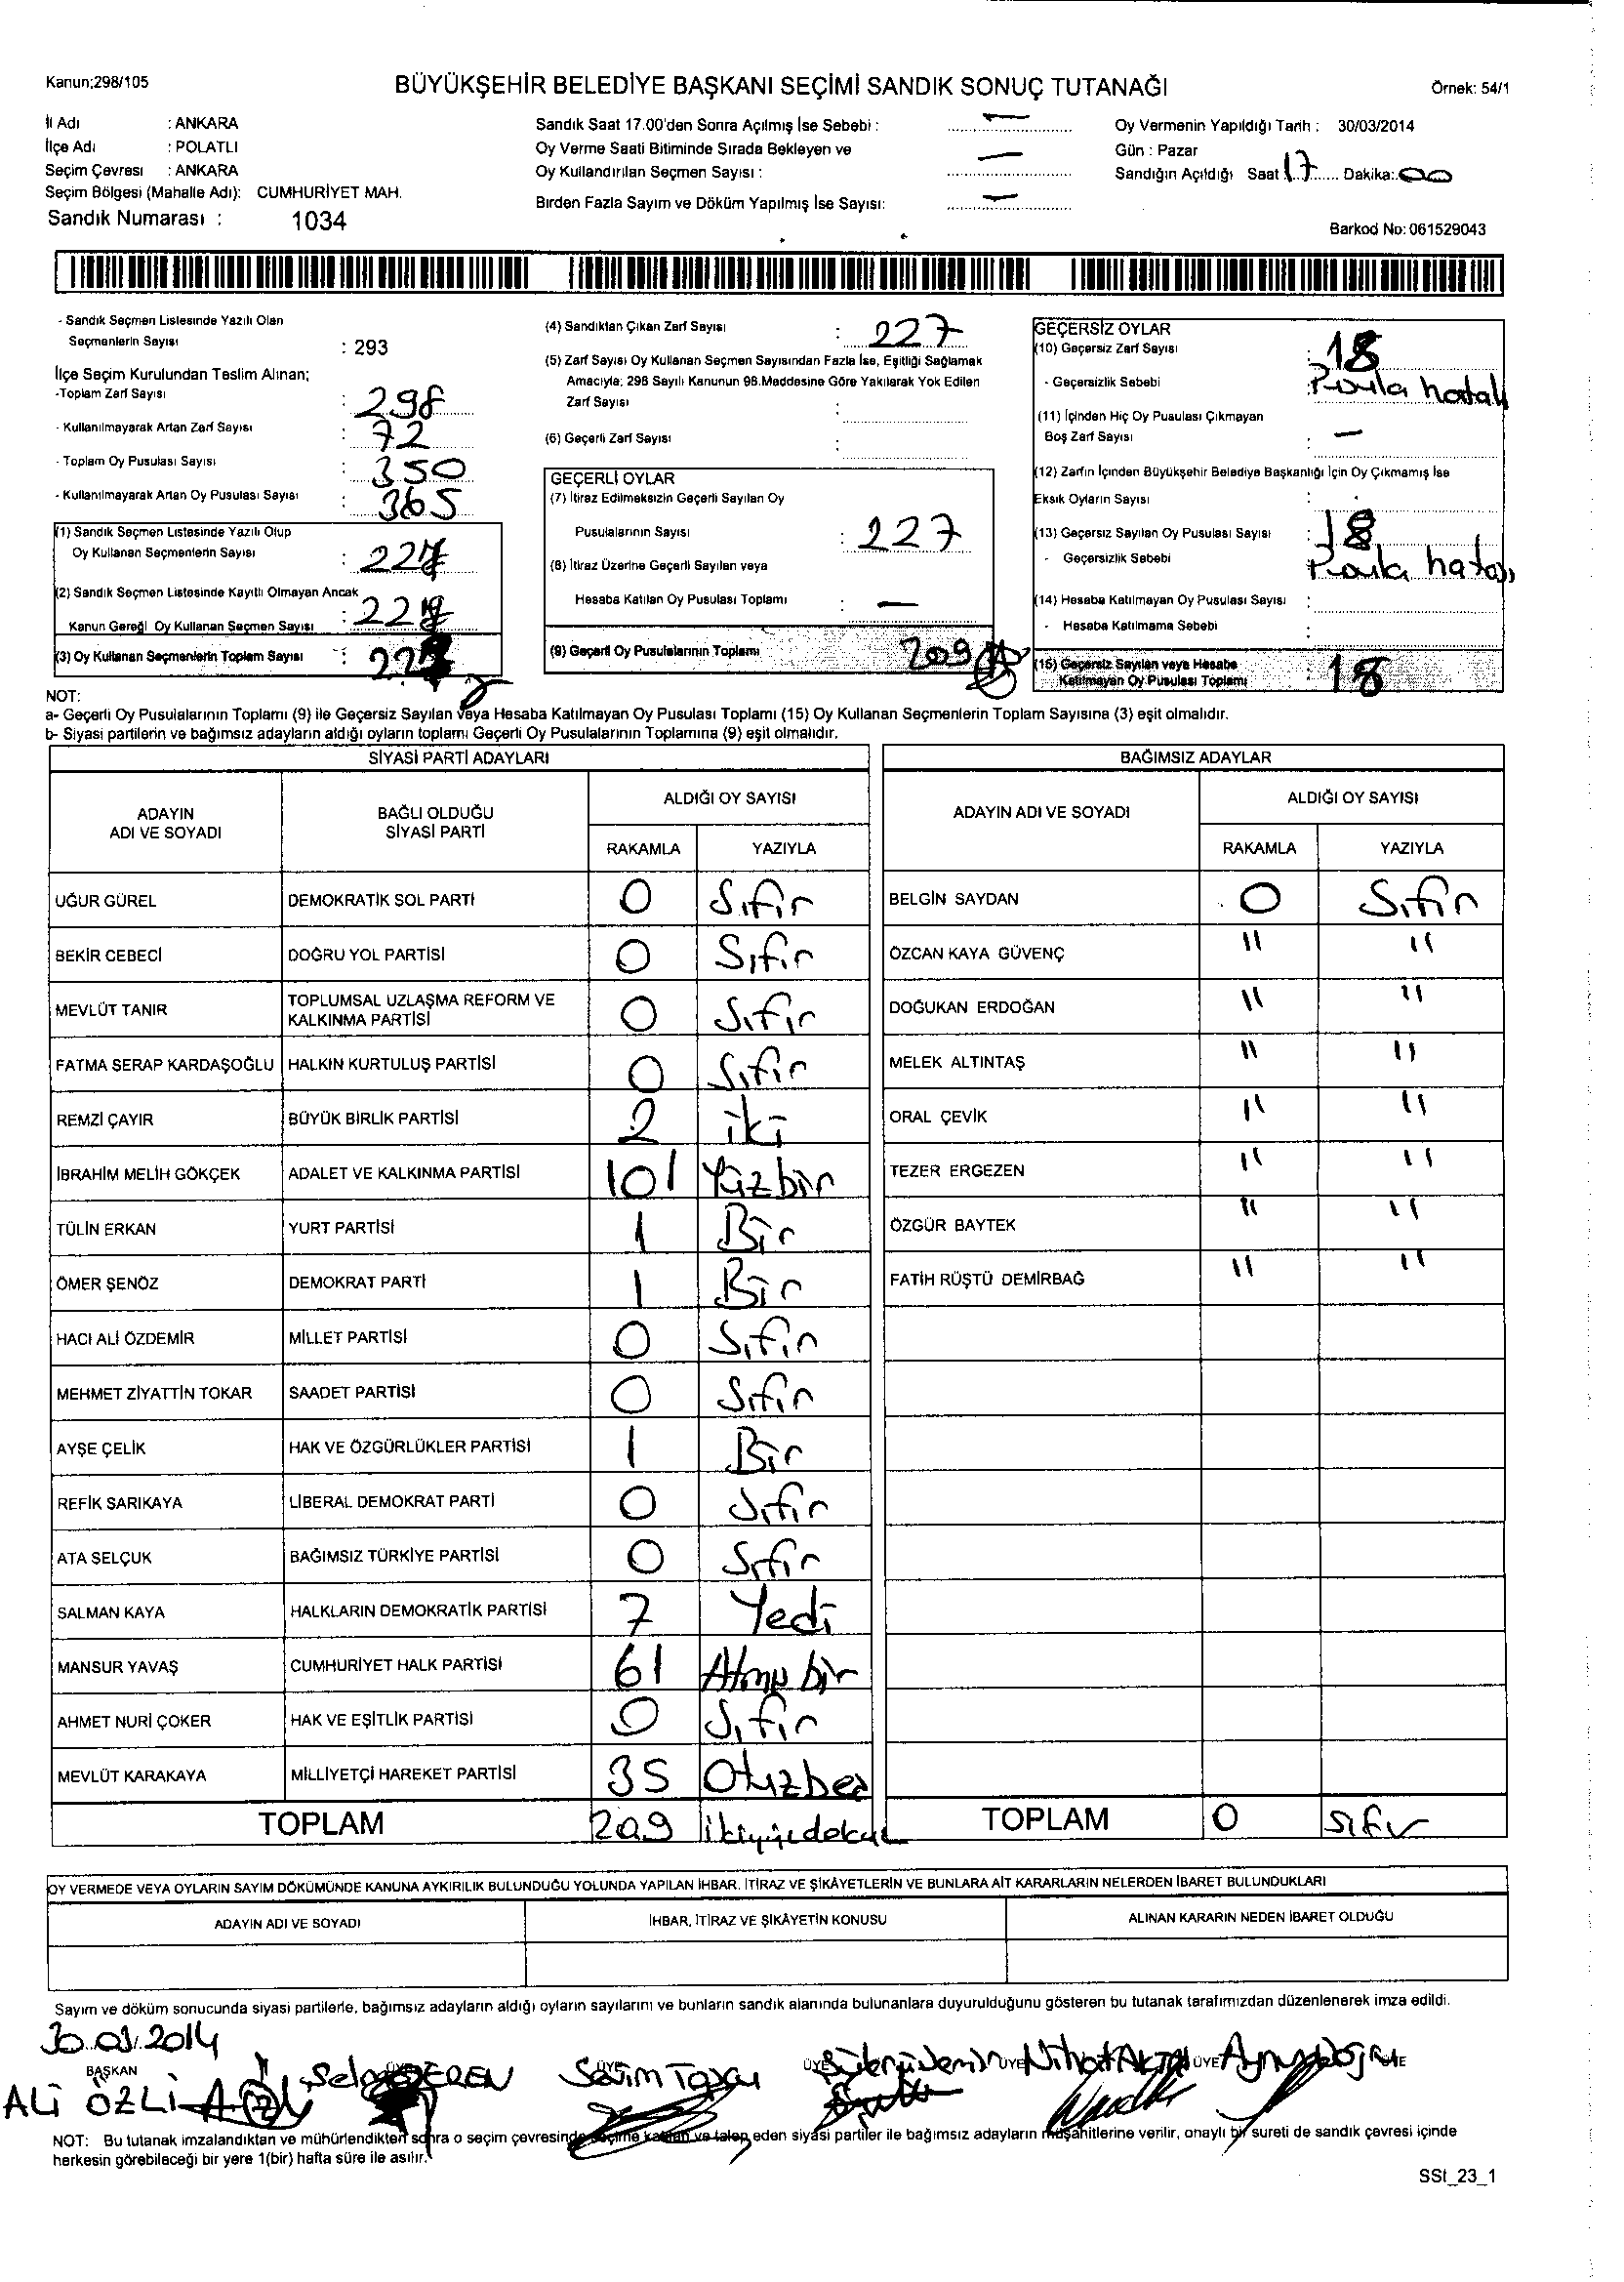 Kanun;298/105
BÜYÜKŞEHİR BELEDİYE BAŞKANI SEÇİMİ SANDIK SONUÇ TUTANAĞI
Örnek: 54/1
İl Adı : ANKARA
İlçe Adı : POLATLI
Seçim Çevresi : ANKARA
Seçim Bölgesi (Mahalle Adı): CUMHURİYET MAH.
Sandık Numarası : 1034
Sandık Saat 17.00'den Sonra Açılmış İse Sebebi : —
Oy Verme Saati Bitiminde Sırada Bekleyen ve
Oy Kullandırılan Seçmen Sayısı : —
Birden Fazla Sayım ve Döküm Yapılmış İse Sayısı: —
Oy Vermenin Yapıldığı Tarih : 30/03/2014
Gün : Pazar
Sandığın Açıldığı Saat 17 Dakika: 00
Barkod No: 061529043
- Sandık Seçmen Listesinde Yazılı Olan
Seçmenlerin Sayısı : 293
İlçe Seçim Kurulundan Teslim Alınan;
-Toplam Zarf Sayısı : 298
- Kullanılmayarak Artan Zarf Sayısı : 72
- Toplam Oy Pusulası Sayısı : 350
- Kullanılmayarak Artan Oy Pusulası Sayısı : 365
(1) Sandık Seçmen Listesinde Yazılı Olup
Oy Kullanan Seçmenlerin Sayısı : 227
(2) Sandık Seçmen Listesinde Kayıtlı Olmayan Ancak
Kanun Gereği Oy Kullanan Seçmen Sayısı :
(3) Oy Kullanan Seçmenlerin Toplam Sayısı : 227
(4) Sandıktan Çıkan Zarf Sayısı : 227
(5) Zarf Sayısı Oy Kullanan Seçmen Sayısından Fazla İse, Eşitliği Sağlamak
Amacıyla; 298 Sayılı Kanunun 98.Maddesine Göre Yakılarak Yok Edilen
Zarf Sayısı :
(6) Geçerli Zarf Sayısı :
GEÇERLİ OYLAR
(7) İtiraz Edilmeksizin Geçerli Sayılan Oy
Pusulalarının Sayısı : 227
(8) İtiraz Üzerine Geçerli Sayılan veya
Hesaba Katılan Oy Pusulası Toplamı : —
(9) Geçerli Oy Pusulalarının Toplamı 209
GEÇERSİZ OYLAR
(10) Geçersiz Zarf Sayısı : 18
- Geçersizlik Sebebi :
(11) İçinden Hiç Oy Pusulası Çıkmayan
Boş Zarf Sayısı : —
(12) Zarfın İçinden Büyükşehir Belediye Başkanlığı İçin Oy Çıkmamış İse
Eksik Oyların Sayısı :
(13) Geçersiz Sayılan Oy Pusulası Sayısı : 18
- Geçersizlik Sebebi :
(14) Hesaba Katılmayan Oy Pusulası Sayısı :
- Hesaba Katılmama Sebebi :
(15) Geçersiz Sayılan veya Hesaba
Katılmayan Oy Pusulası Toplamı : 18
NOT:
a- Geçerli Oy Pusulalarının Toplamı (9) ile Geçersiz Sayılan veya Hesaba Katılmayan Oy Pusulası Toplamı (15) Oy Kullanan Seçmenlerin Toplam Sayısına (3) eşit olmalıdır.
b- Siyasi partilerin ve bağımsız adayların aldığı oyların toplamı Geçerli Oy Pusulalarının Toplamına (9) eşit olmalıdır.
SİYASİ PARTİ ADAYLARI
ADAYIN ADI VE SOYADI BAĞLI OLDUĞU SİYASİ PARTİ ALDIĞI OY SAYISI
RAKAMLA YAZIYLA
UĞUR GÜREL DEMOKRATİK SOL PARTİ 0 Sıfır
BEKİR CEBECİ DOĞRU YOL PARTİSİ 0 Sıfır
MEVLÜT TANIR TOPLUMSAL UZLAŞMA REFORM VE KALKINMA PARTİSİ 0 Sıfır
FATMA SERAP KARDAŞOĞLU HALKIN KURTULUŞ PARTİSİ 0 Sıfır
REMZİ ÇAYIR BÜYÜK BİRLİK PARTİSİ 2 iki
İBRAHİM MELİH GÖKÇEK ADALET VE KALKINMA PARTİSİ 101 Yüzbir
TÜLİN ERKAN YURT PARTİSİ 1 Bir
ÖMER ŞENÖZ DEMOKRAT PARTİ 1 Bir
HACI ALİ ÖZDEMİR MİLLET PARTİSİ 0 Sıfır
MEHMET ZİYATTİN TOKAR SAADET PARTİSİ 0 Sıfır
AYŞE ÇELİK HAK VE ÖZGÜRLÜKLER PARTİSİ 1 Bir
REFİK SARIKAYA LİBERAL DEMOKRAT PARTİ 0 Sıfır
ATA SELÇUK BAĞIMSIZ TÜRKİYE PARTİSİ 0 Sıfır
SALMAN KAYA HALKLARIN DEMOKRATİK PARTİSİ 7 Yedi
MANSUR YAVAŞ CUMHURİYET HALK PARTİSİ 61 Atmış bir
AHMET NURİ ÇOKER HAK VE EŞİTLİK PARTİSİ 0 Sıfır
MEVLÜT KARAKAYA MİLLİYETÇİ HAREKET PARTİSİ 35 Otuzbeş
TOPLAM 209 ikiyüzdokuz
BAĞIMSIZ ADAYLAR
ADAYIN ADI VE SOYADI ALDIĞI OY SAYISI
RAKAMLA YAZIYLA
BELGİN SAYDAN 0 Sıfır
ÖZCAN KAYA GÜVENÇ " "
DOĞUKAN ERDOĞAN " "
MELEK ALTINTAŞ " "
ORAL ÇEVİK " "
TEZER ERGEZEN " "
ÖZGÜR BAYTEK " "
FATİH RÜŞTÜ DEMİRBAĞ " "
TOPLAM 0 sıfır
OY VERMEDE VEYA OYLARIN SAYIM DÖKÜMÜNDE KANUNA AYKIRILIK BULUNDUĞU YOLUNDA YAPILAN İHBAR, İTİRAZ VE ŞİKÂYETLERİN VE BUNLARA AİT KARARLARIN NELERDEN İBARET BULUNDUKLARI
ADAYIN ADI VE SOYADI İHBAR, İTİRAZ VE ŞİKÂYETİN KONUSU ALINAN KARARIN NEDEN İBARET OLDUĞU
Sayım ve döküm sonucunda siyasi partilerle, bağımsız adayların aldığı oyların sayılarını ve bunların sandık alanında bulunanlara duyurulduğunu gösteren bu tutanak tarafımızdan düzenlenerek imza edildi.
30.03.2014
BAŞKAN ÜYE ÜYE ÜYE ÜYE ÜYE
ALİ ÖZLİ
NOT: Bu tutanak imzalandıktan ve mühürlendikten sonra o seçim çevresinde seçime katılan ve talep eden siyasi partiler ile bağımsız adayların müşahitlerine verilir, onaylı bir sureti de sandık çevresi içinde
herkesin görebileceği bir yere 1(bir) hafta süre ile asılır.
SSI_23_1